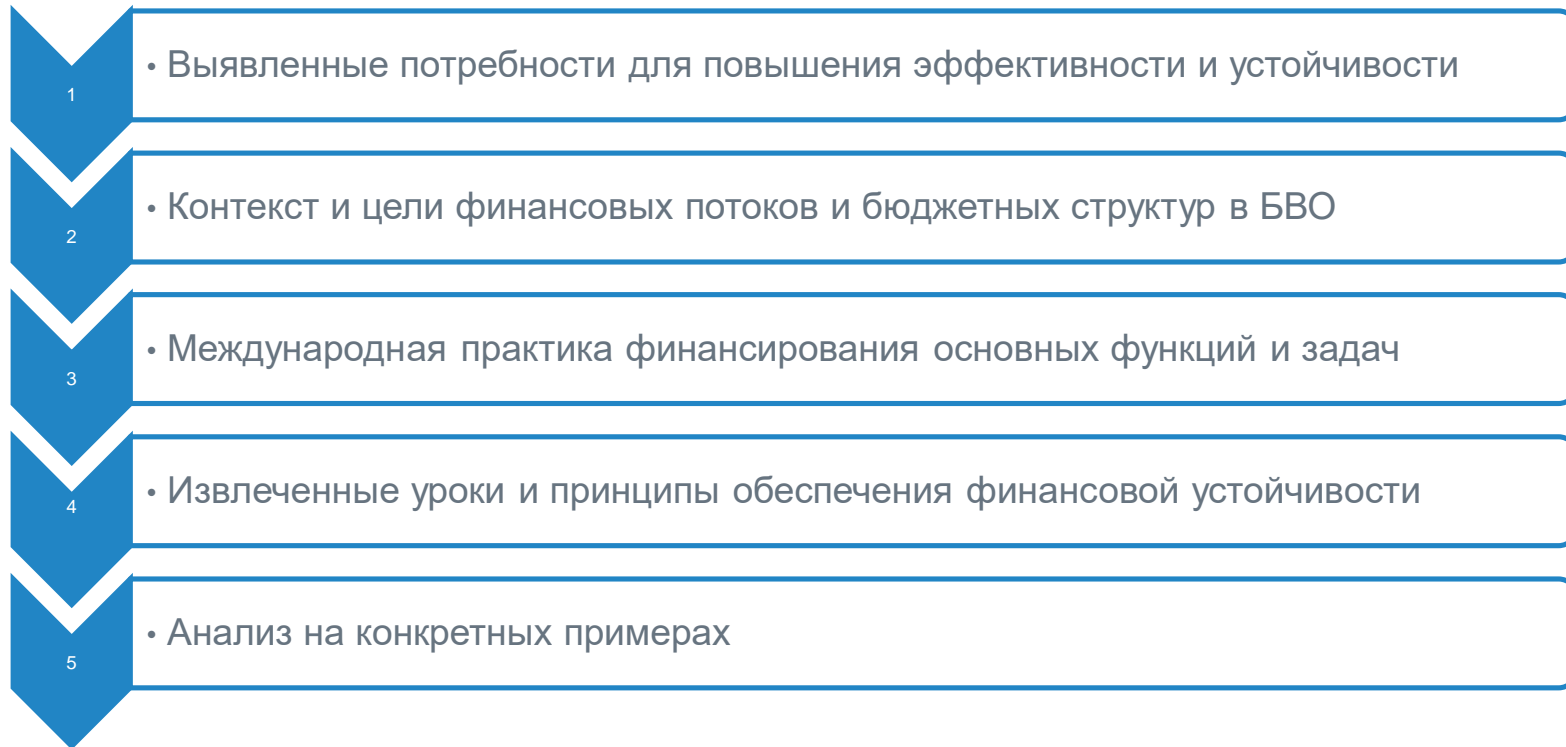 1
• Выявленные потребности для повышения эффективности и устойчивости
2
• Контекст и цели финансовых потоков и бюджетных структур в БВО
3
• Международная практика финансирования основных функций и задач
4
• Извлеченные уроки и принципы обеспечения финансовой устойчивости
5
• Анализ на конкретных примерах